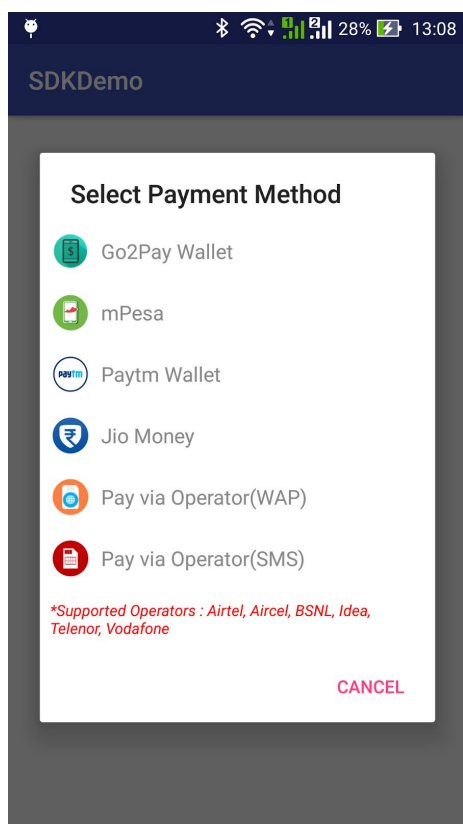 28% 13:08
SDKDemo
Select Payment Method
$ Go2Pay Wallet
mPesa
Paytm Paytm Wallet
₹ Jio Money
Pay via Operator(WAP)
Pay via Operator(SMS)
*Supported Operators : Airtel, Aircel, BSNL, Idea,
Telenor, Vodafone
CANCEL